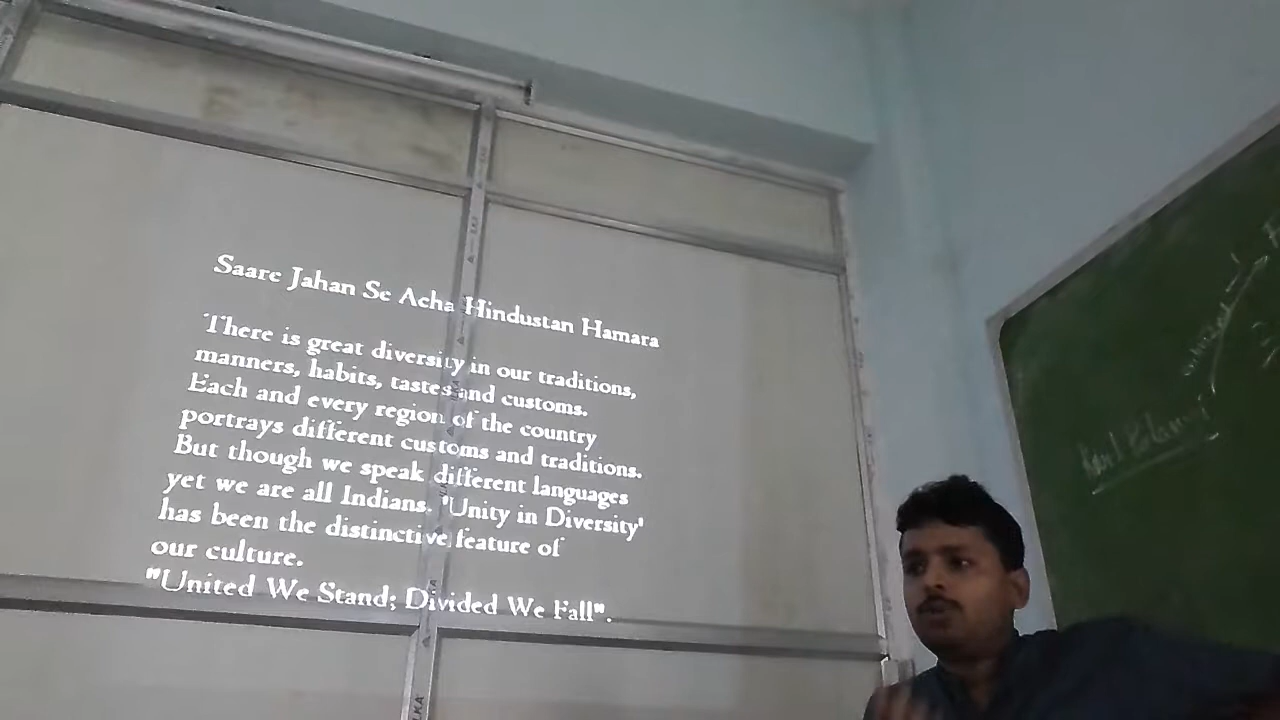 Saare Jahan Se Acha Hindustan Hamara
There is great diversity in our traditions,
manners, habits, tastes and customs.
Each and every region of the country
portrays different customs and traditions.
But though we speak different languages
yet we are all Indians. 'Unity in Diversity'
has been the distinctive feature of
our culture.
"United We Stand; Divided We Fall".